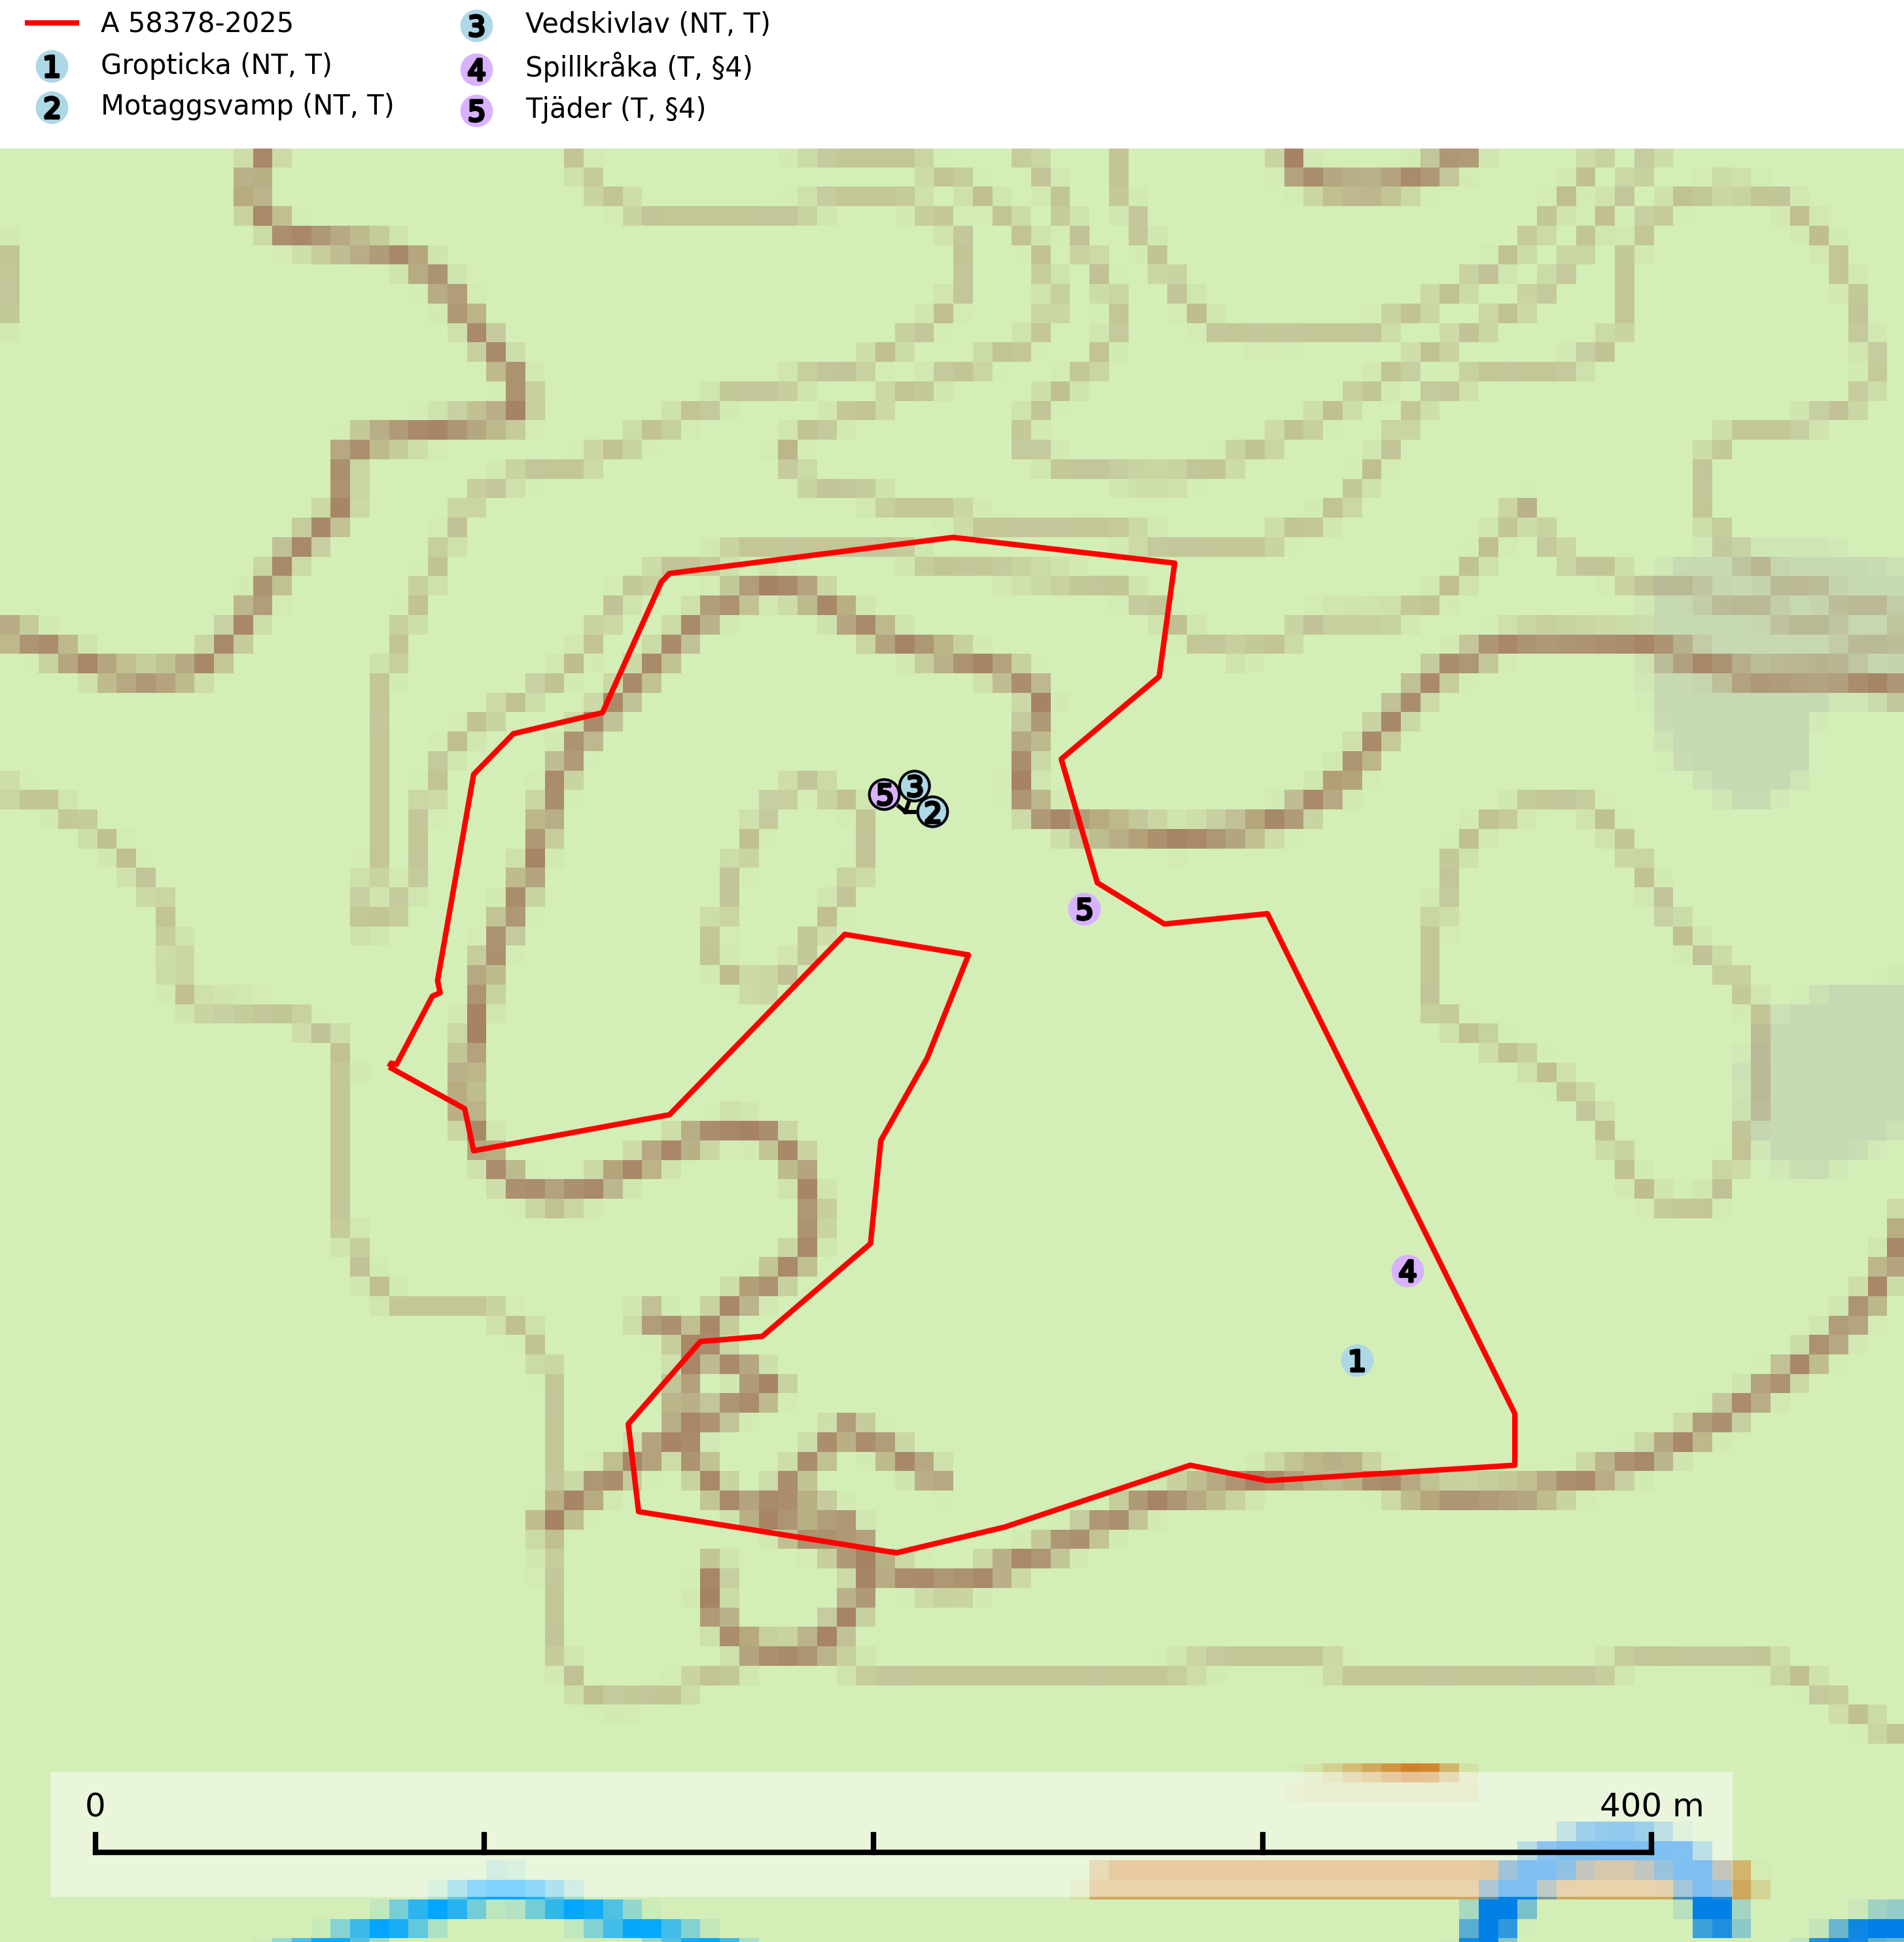 A 58378-2025
1 Gropticka (NT, T)
2 Motaggsvamp (NT, T)
3 Vedskivlav (NT, T)
4 Spillkråka (T, §4)
5 Tjäder (T, §4)
5 3
2
5
4
1
0 400 m